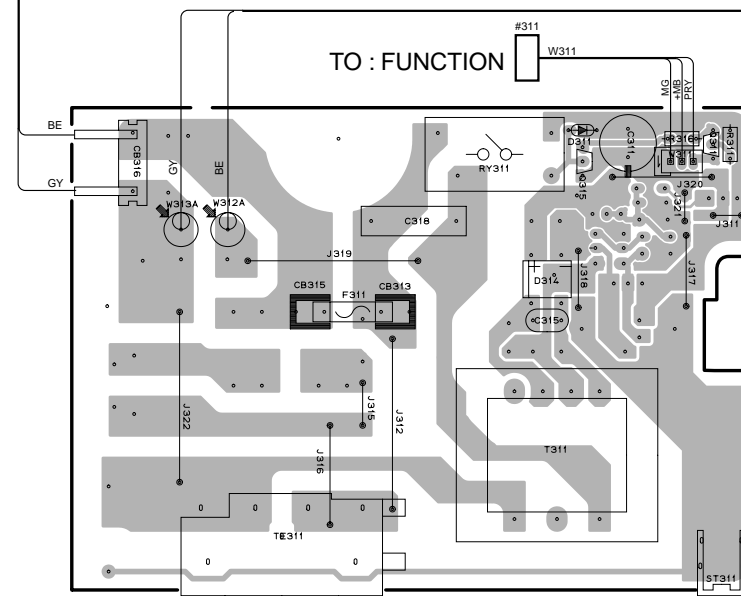 #311
TO : FUNCTION
W311
MG
+MB
PRY
BE
GY
CB316
GY
BE
W313A
W312A
RY311
D311
Q315
C311
R316
W311
R311
J320
J321
J311
C318
J319
CB315
F311
CB313
D314
C315
J318
J317
J322
J315
J312
J316
T311
TE311
ST311